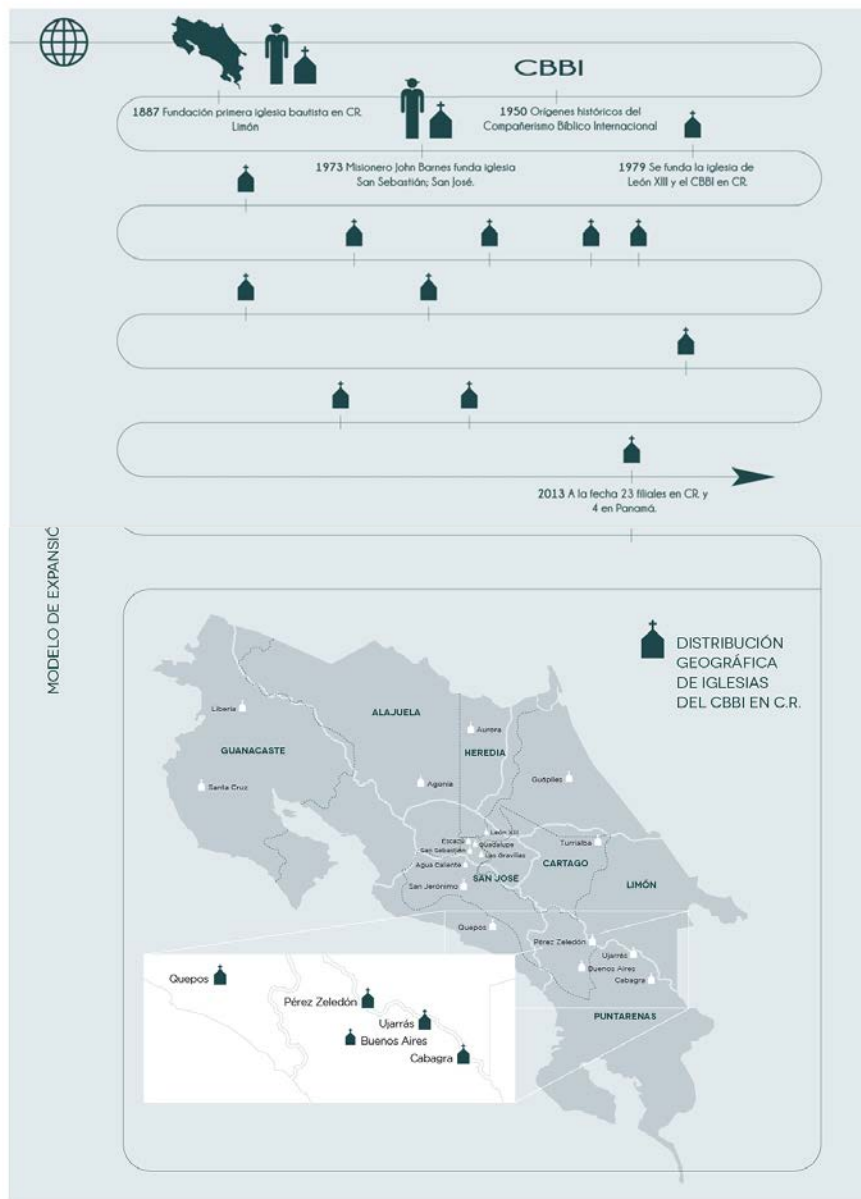 CBBI
1887 Fundación primera iglesia bautista en CR.
Limón
1950 Orígenes históricos del
Compañerismo Bíblico Internacional
1973 Misionero John Barnes funda iglesia
San Sebastián; San José.
1979 Se funda la iglesia de
León XIII y el CBBI en CR.
2013 A la fecha 23 filiales en CR. y
4 en Panamá.
MODELO DE EXPANSIÓ
DISTRIBUCIÓN
GEOGRÁFICA
DE IGLESIAS
DEL CBBI EN C.R.
Liberia
ALAJUELA
Aurora
GUANACASTE
HEREDIA
Santa Cruz
Agonía
Guápiles
León XIII
Escazú
Guadalupe
Turrialba
San Sebastián
Las Gravilias
Agua Caliente
CARTAGO
SAN JOSE
San Jerónimo
LIMÓN
Quepos
Pérez Zeledón
Ujarrás
Buenos Aires
Cabagra
PUNTARENAS
Quepos
Pérez Zeledón
Ujarrás
Buenos Aires
Cabagra